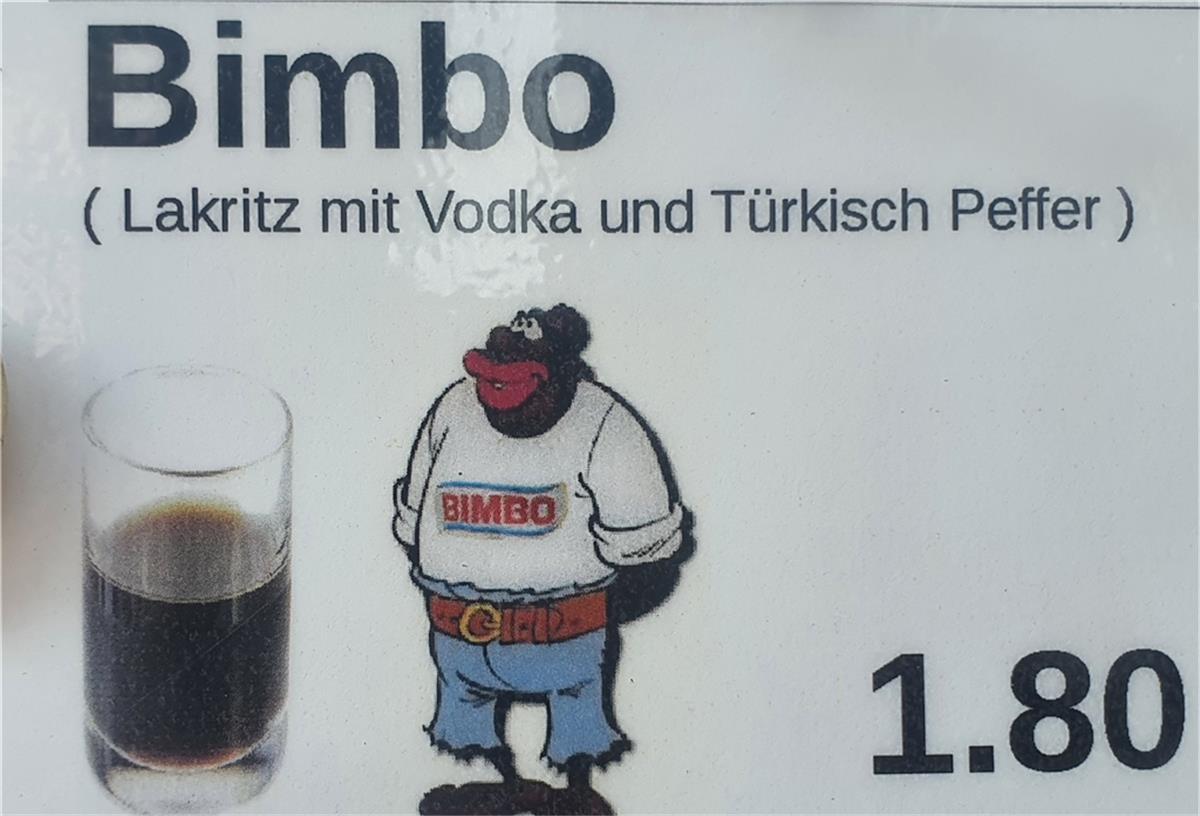 Bimbo
( Lakritz mit Vodka und Türkisch Peffer )
BIMBO
1.80